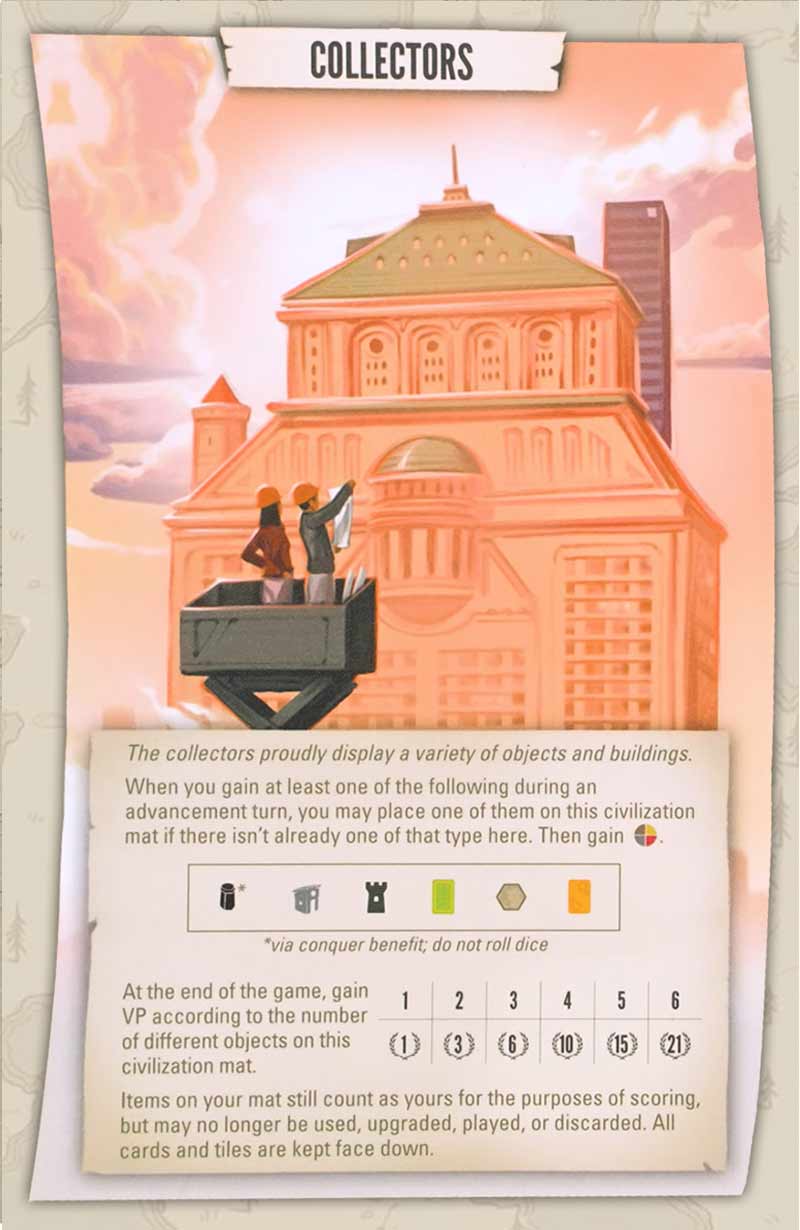 COLLECTORS
The collectors proudly display a variety of objects and buildings.
When you gain at least one of the following during an
advancement turn, you may place one of them on this civilization
mat if there isn't already one of that type here. Then gain .
*
*via conquer benefit; do not roll dice
At the end of the game, gain
VP according to the number
of different objects on this
civilization mat.
1 2 3 4 5 6
1 3 6 10 15 21
Items on your mat still count as yours for the purposes of scoring,
but may no longer be used, upgraded, played, or discarded. All
cards and tiles are kept face down.